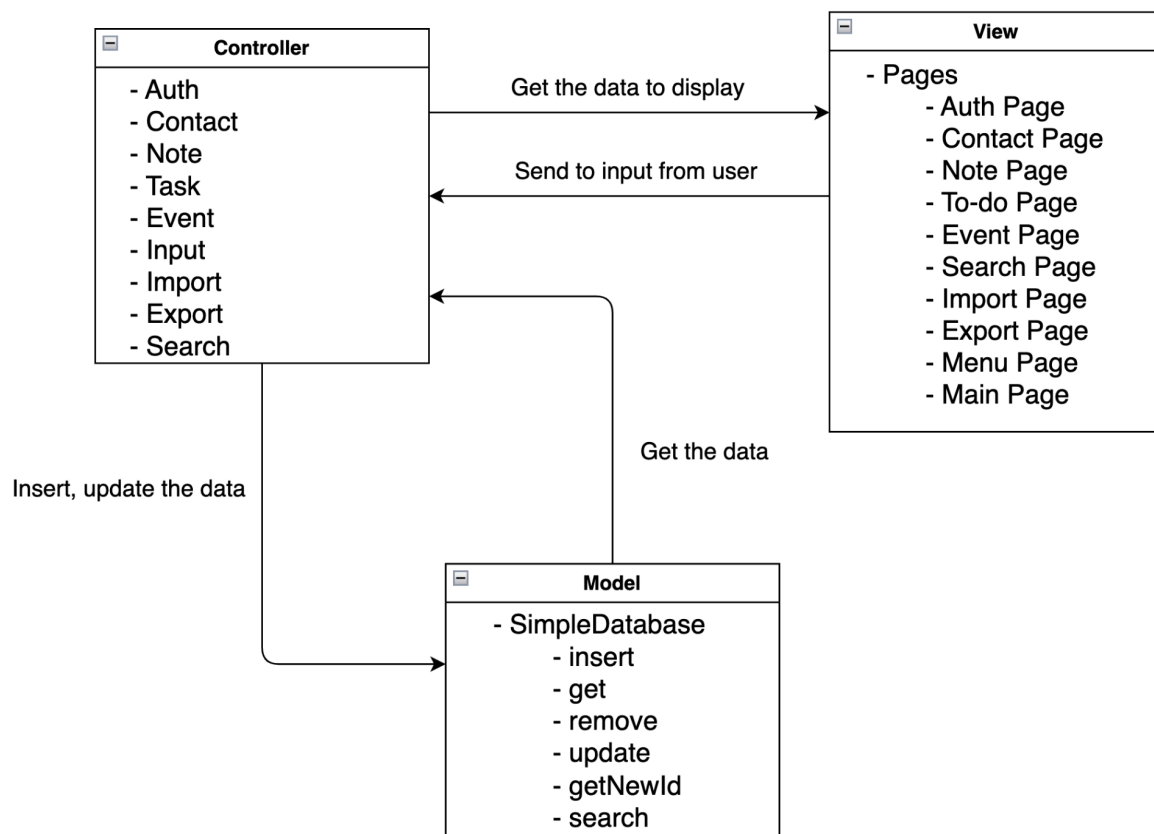 Controller
- Auth
- Contact
- Note
- Task
- Event
- Input
- Import
- Export
- Search
Get the data to display
Send to input from user
View
- Pages
- Auth Page
- Contact Page
- Note Page
- To-do Page
- Event Page
- Search Page
- Import Page
- Export Page
- Menu Page
- Main Page
Insert, update the data
Get the data
Model
- SimpleDatabase
- insert
- get
- remove
- update
- getNewId
- search